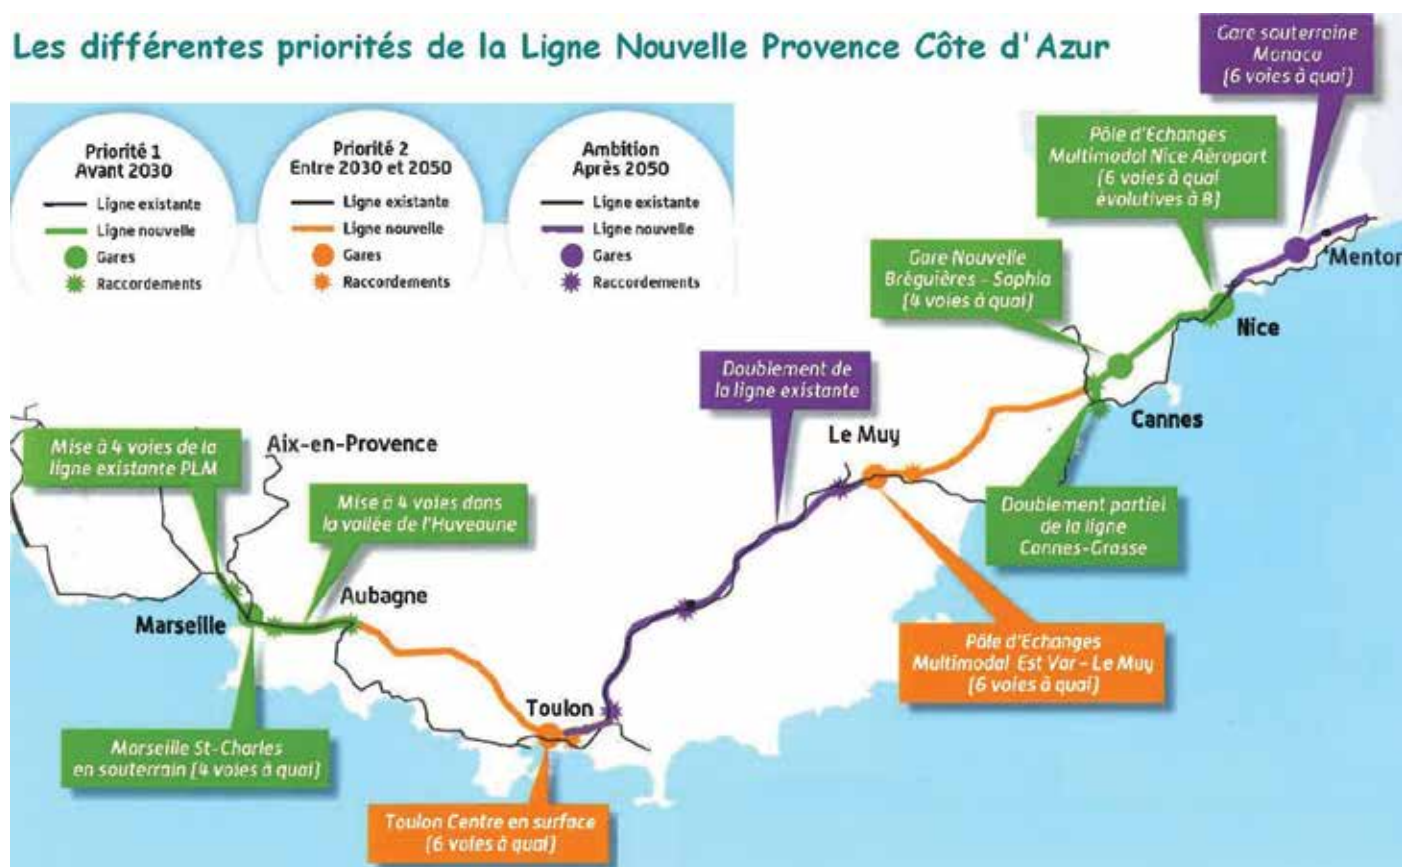 Les différentes priorités de la Ligne Nouvelle Provence Côte d'Azur
Priorité 1
Avant 2030
Ligne existante
Ligne nouvelle
Gares
Raccordements
Priorité 2
Entre 2030 et 2050
Ligne existante
Ligne nouvelle
Gares
Raccordements
Ambition
Après 2050
Ligne existante
Ligne nouvelle
Gares
Raccordements
Gare souterraine
Monaco
(6 voies à quai)
Pôle d'Echanges
Multimodal Nice Aéroport
(6 voies à quai
évolutives à 8)
Gare Nouvelle
Bréguières - Sophia
(4 voies à quai)
Menton
Nice
Doublement de
la ligne existante
Cannes
Le Muy
Mise à 4 voies de la
ligne existante PLM
Aix-en-Provence
Mise à 4 voies dans
la vallée de l'Huveaune
Doublement partiel
de la ligne
Cannes-Grasse
Aubagne
Marseille
Pôle d'Echanges
Multimodal Est Var - Le Muy
(6 voies à quai)
Toulon
Marseille St-Charles
en souterrain (4 voies à quai)
Toulon Centre en surface
(6 voies à quai)